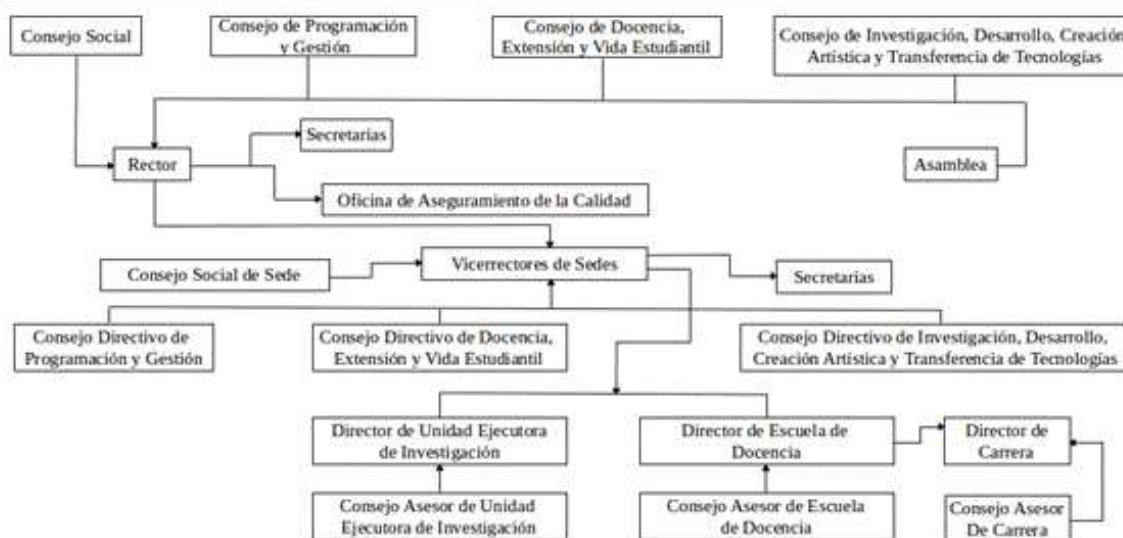 Consejo Social
Consejo de Programación
y Gestión
Consejo de Docencia,
Extensión y Vida Estudiantil
Consejo de Investigación, Desarrollo, Creación
Artística y Transferencia de Tecnologías
Secretarías
Rector
Asamblea
Oficina de Aseguramiento de la Calidad
Consejo Social de Sede
Vicerrectores de Sedes
Secretarías
Consejo Directivo de
Programación y Gestión
Consejo Directivo de Docencia,
Extensión y Vida Estudiantil
Consejo Directivo de Investigación, Desarrollo,
Creación Artística y Transferencia de Tecnologías
Director de Unidad Ejecutora
de Investigación
Director de Escuela de
Docencia
Director de
Carrera
Consejo Asesor de Unidad
Ejecutora de Investigación
Consejo Asesor de Escuela
de Docencia
Consejo Asesor
De Carrera